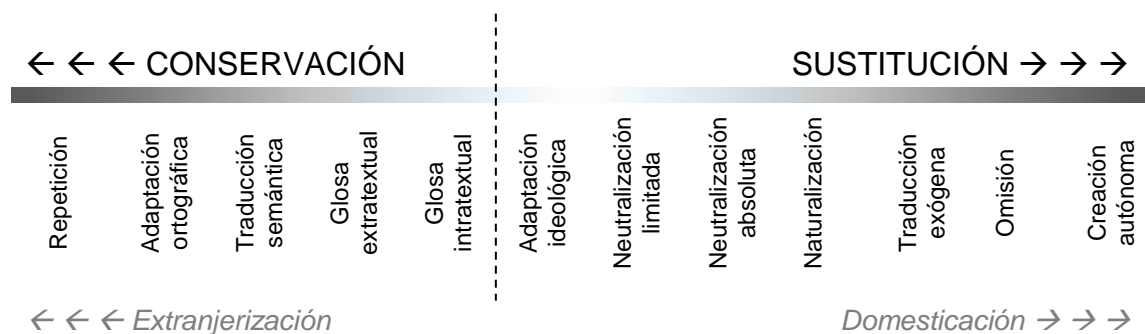 ← ← ← CONSERVACIÓN
SUSTITUCIÓN → → →
Repetición
Adaptación
ortográfica
Traducción
semántica
Glosa
extratextual
Glosa
intratextual
Adaptación
ideológica
Neutralización
limitada
Neutralización
absoluta
Naturalización
Traducción
exógena
Omisión
Creación
autónoma
← ← ← Extranjerización
Domesticación → → →